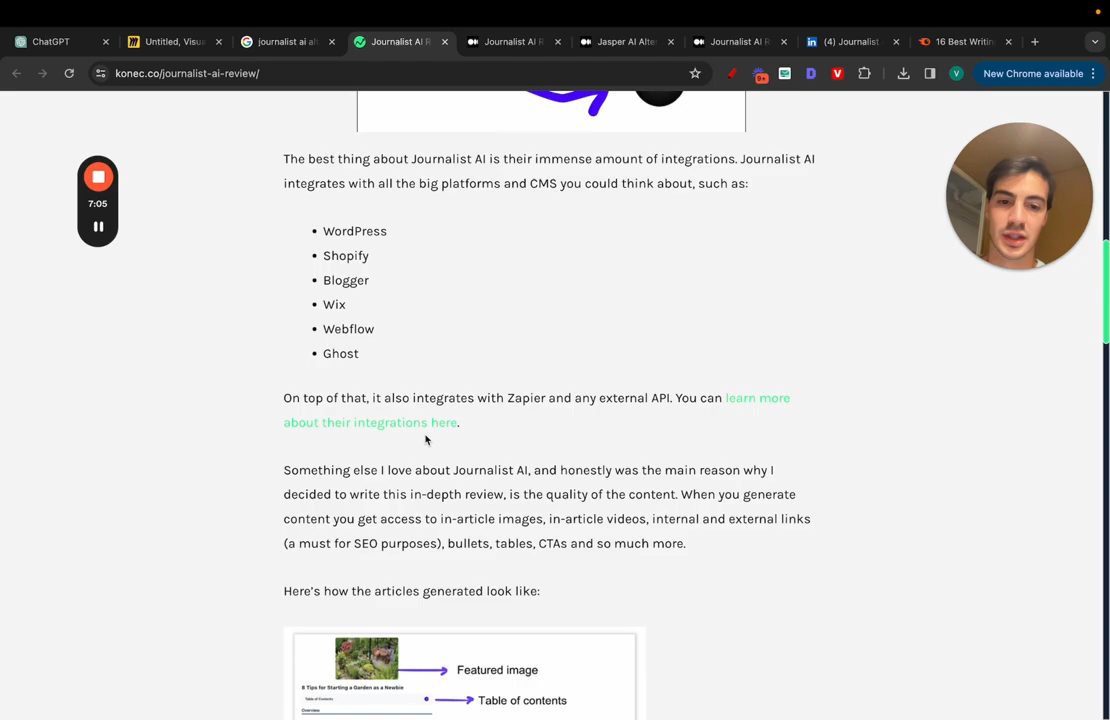 ChatGPT
Untitled, Visua
journalist ai alt
Journalist AI R
Journalist AI R
Jasper AI Alter
Journalist AI R
(4) Journalist A
16 Best Writing
konec.co/journalist-ai-review/
9+
V
New Chrome available
The best thing about Journalist AI is their immense amount of integrations. Journalist AI
integrates with all the big platforms and CMS you could think about, such as:
7:05
• WordPress
• Shopify
• Blogger
• Wix
• Webflow
• Ghost
On top of that, it also integrates with Zapier and any external API. You can learn more
about their integrations here.
Something else I love about Journalist AI, and honestly was the main reason why I
decided to write this in-depth review, is the quality of the content. When you generate
content you get access to in-article images, in-article videos, internal and external links
(a must for SEO purposes), bullets, tables, CTAs and so much more.
Here's how the articles generated look like:
Featured image
8 Tips for Starting a Garden as a Newbie
Table of Contents
Table of contents
Overview